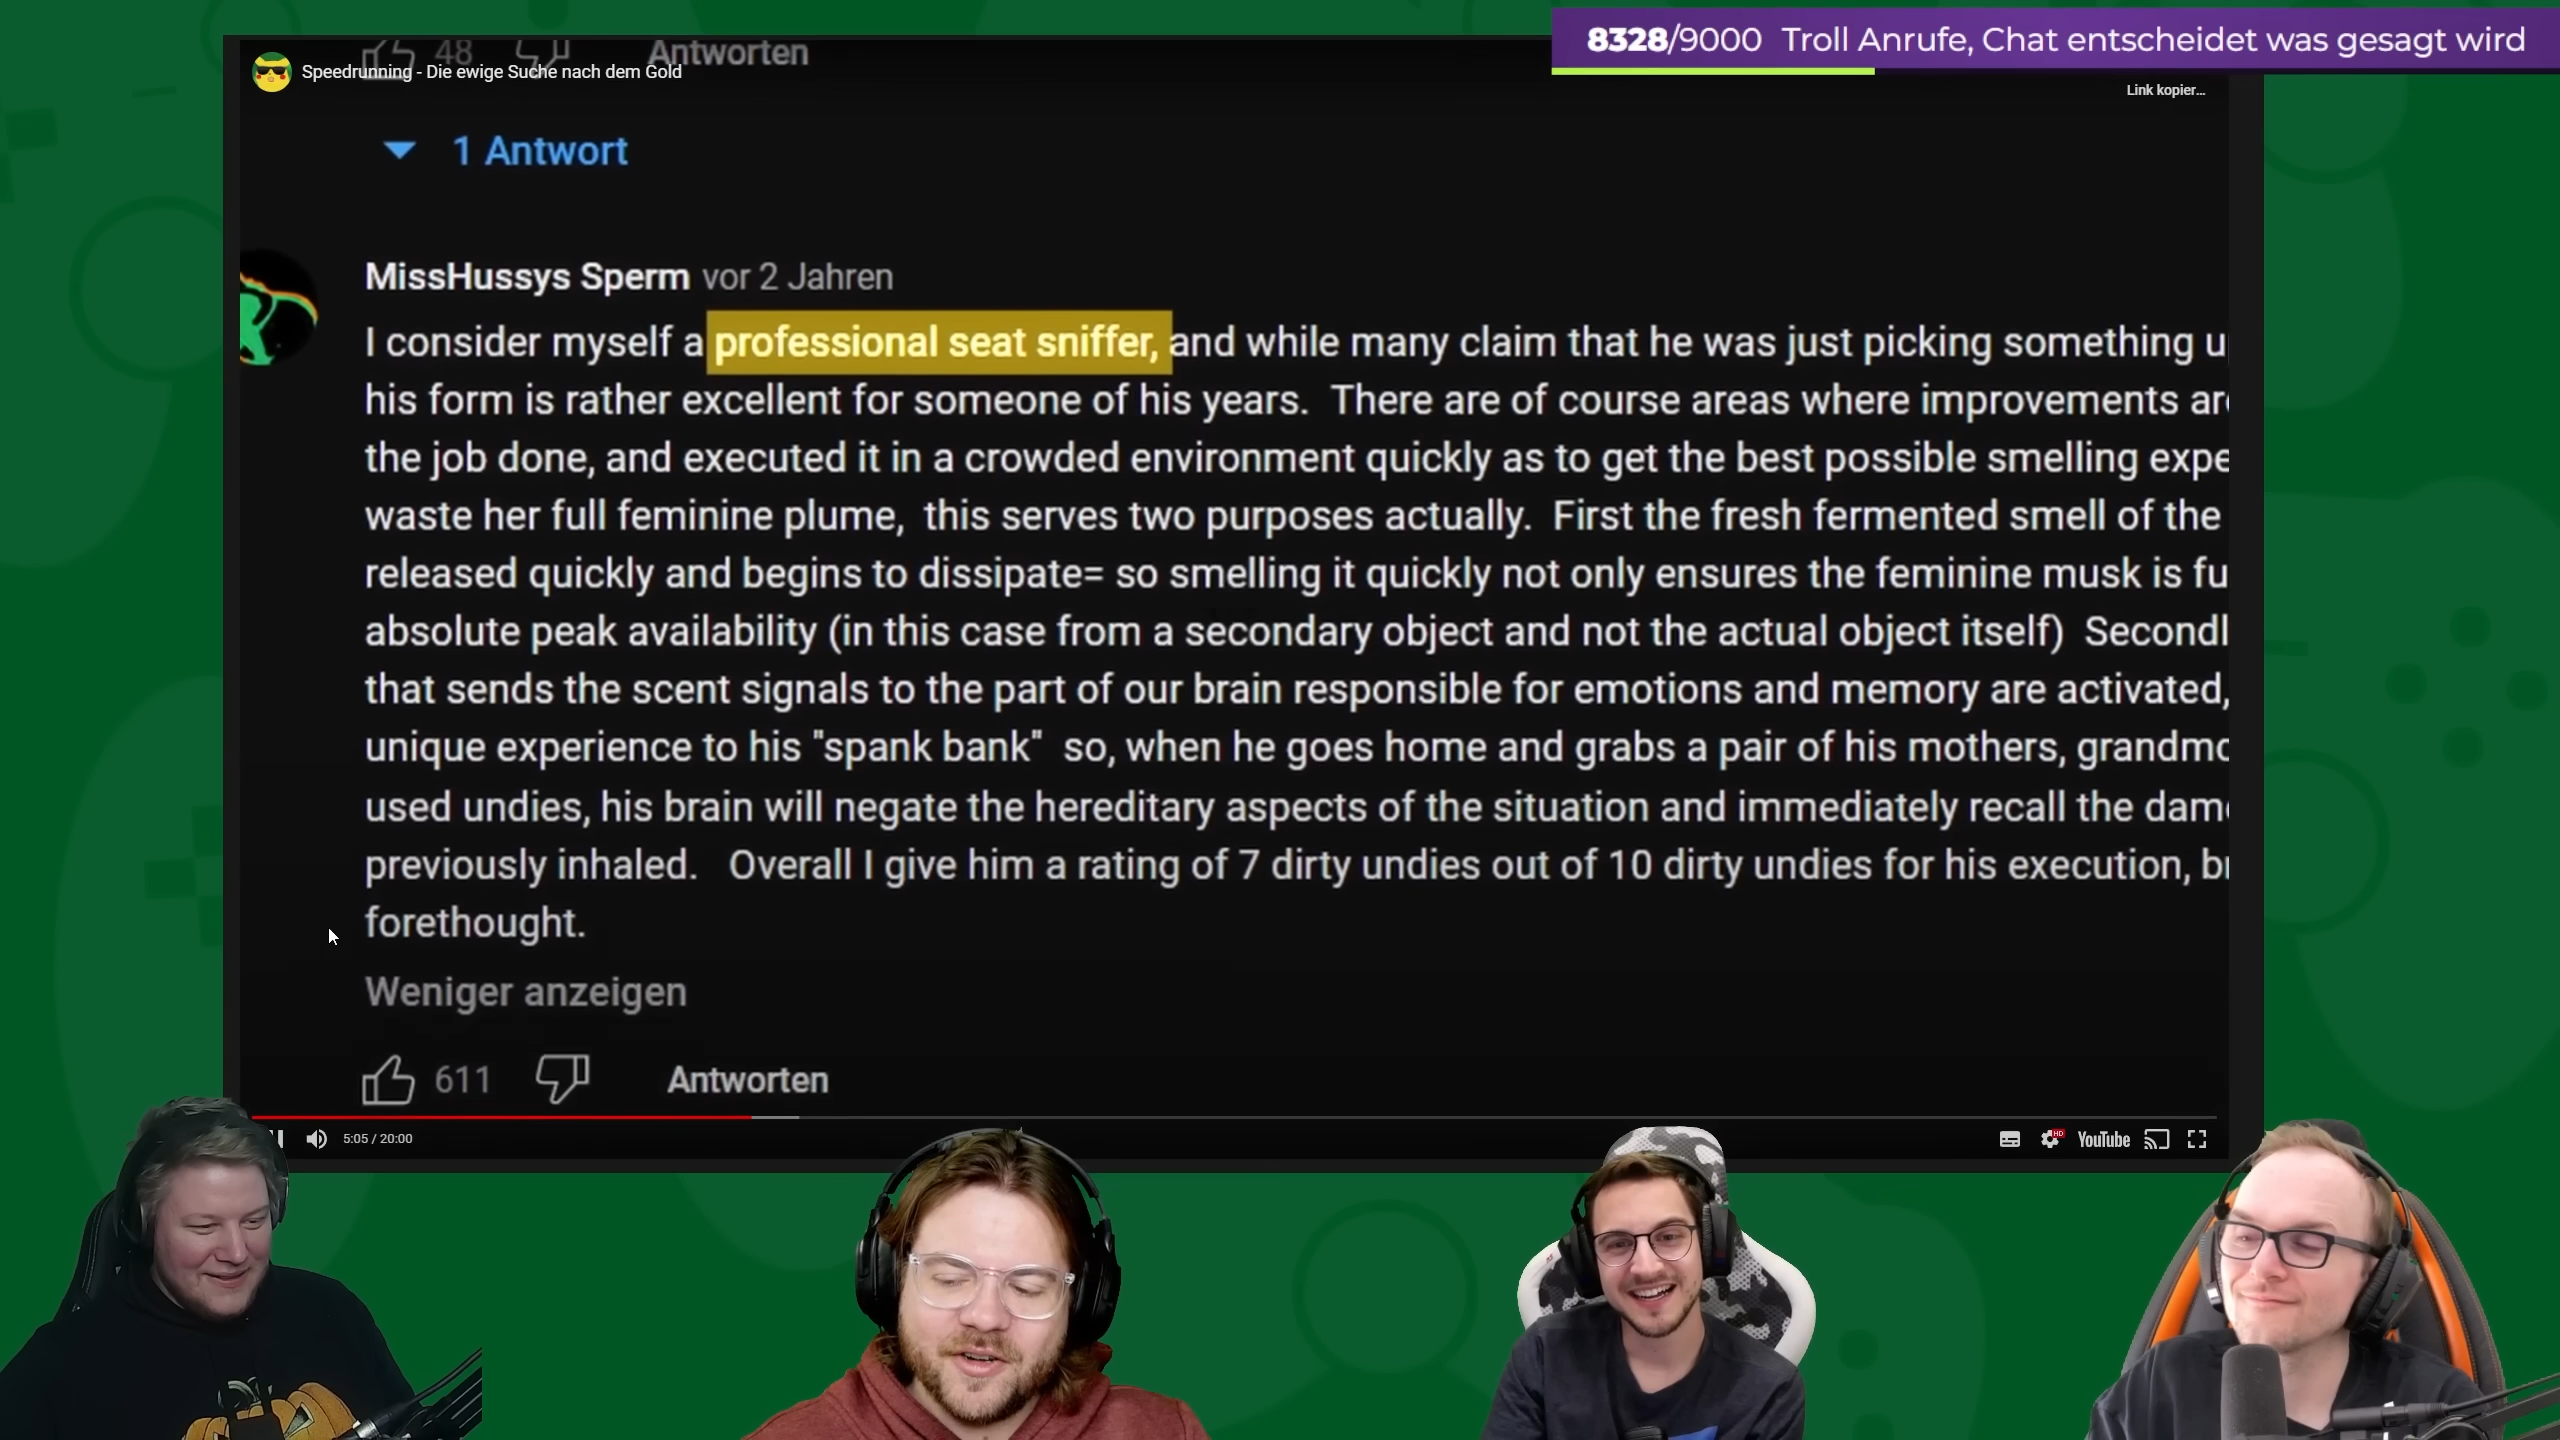 8328/9000 Troll Anrufe, Chat entscheidet was gesagt wird
48 Antworten
Speedrunning - Die ewige Suche nach dem Gold
Link kopier...
1 Antwort
MissHussys Sperm vor 2 Jahren
I consider myself a professional seat sniffer, and while many claim that he was just picking something u
his form is rather excellent for someone of his years. There are of course areas where improvements ar
the job done, and executed it in a crowded environment quickly as to get the best possible smelling expe
waste her full feminine plume, this serves two purposes actually. First the fresh fermented smell of the
released quickly and begins to dissipate= so smelling it quickly not only ensures the feminine musk is fu
absolute peak availability (in this case from a secondary object and not the actual object itself) Secondl
that sends the scent signals to the part of our brain responsible for emotions and memory are activated,
unique experience to his "spank bank" so, when he goes home and grabs a pair of his mothers, grandmo
used undies, his brain will negate the hereditary aspects of the situation and immediately recall the dam
previously inhaled. Overall I give him a rating of 7 dirty undies out of 10 dirty undies for his execution, br
forethought.
Weniger anzeigen
611 Antworten
5:05 / 20:00
HD
YouTube